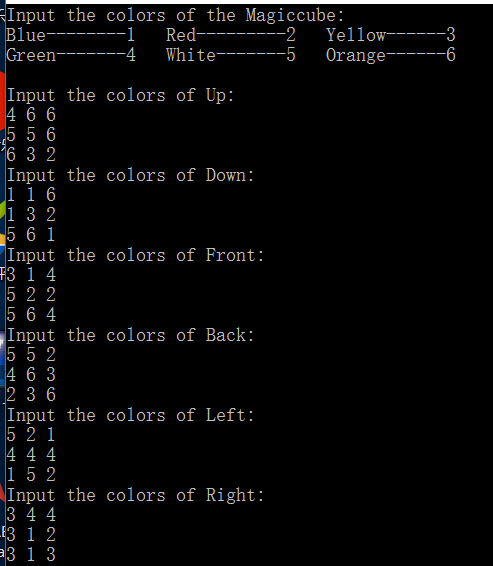 Input the colors of the Magiccube:
Blue--------1   Red---------2   Yellow------3
Green-------4   White-------5   Orange------6
Input the colors of Up:
4 6 6
5 5 6
6 3 2
Input the colors of Down:
1 1 6
1 3 2
5 6 1
Input the colors of Front:
3 1 4
5 2 2
5 6 4
Input the colors of Back:
5 5 2
4 6 3
2 3 6
Input the colors of Left:
5 2 1
4 4 4
1 5 2
Input the colors of Right:
3 4 4
3 1 2
3 1 3